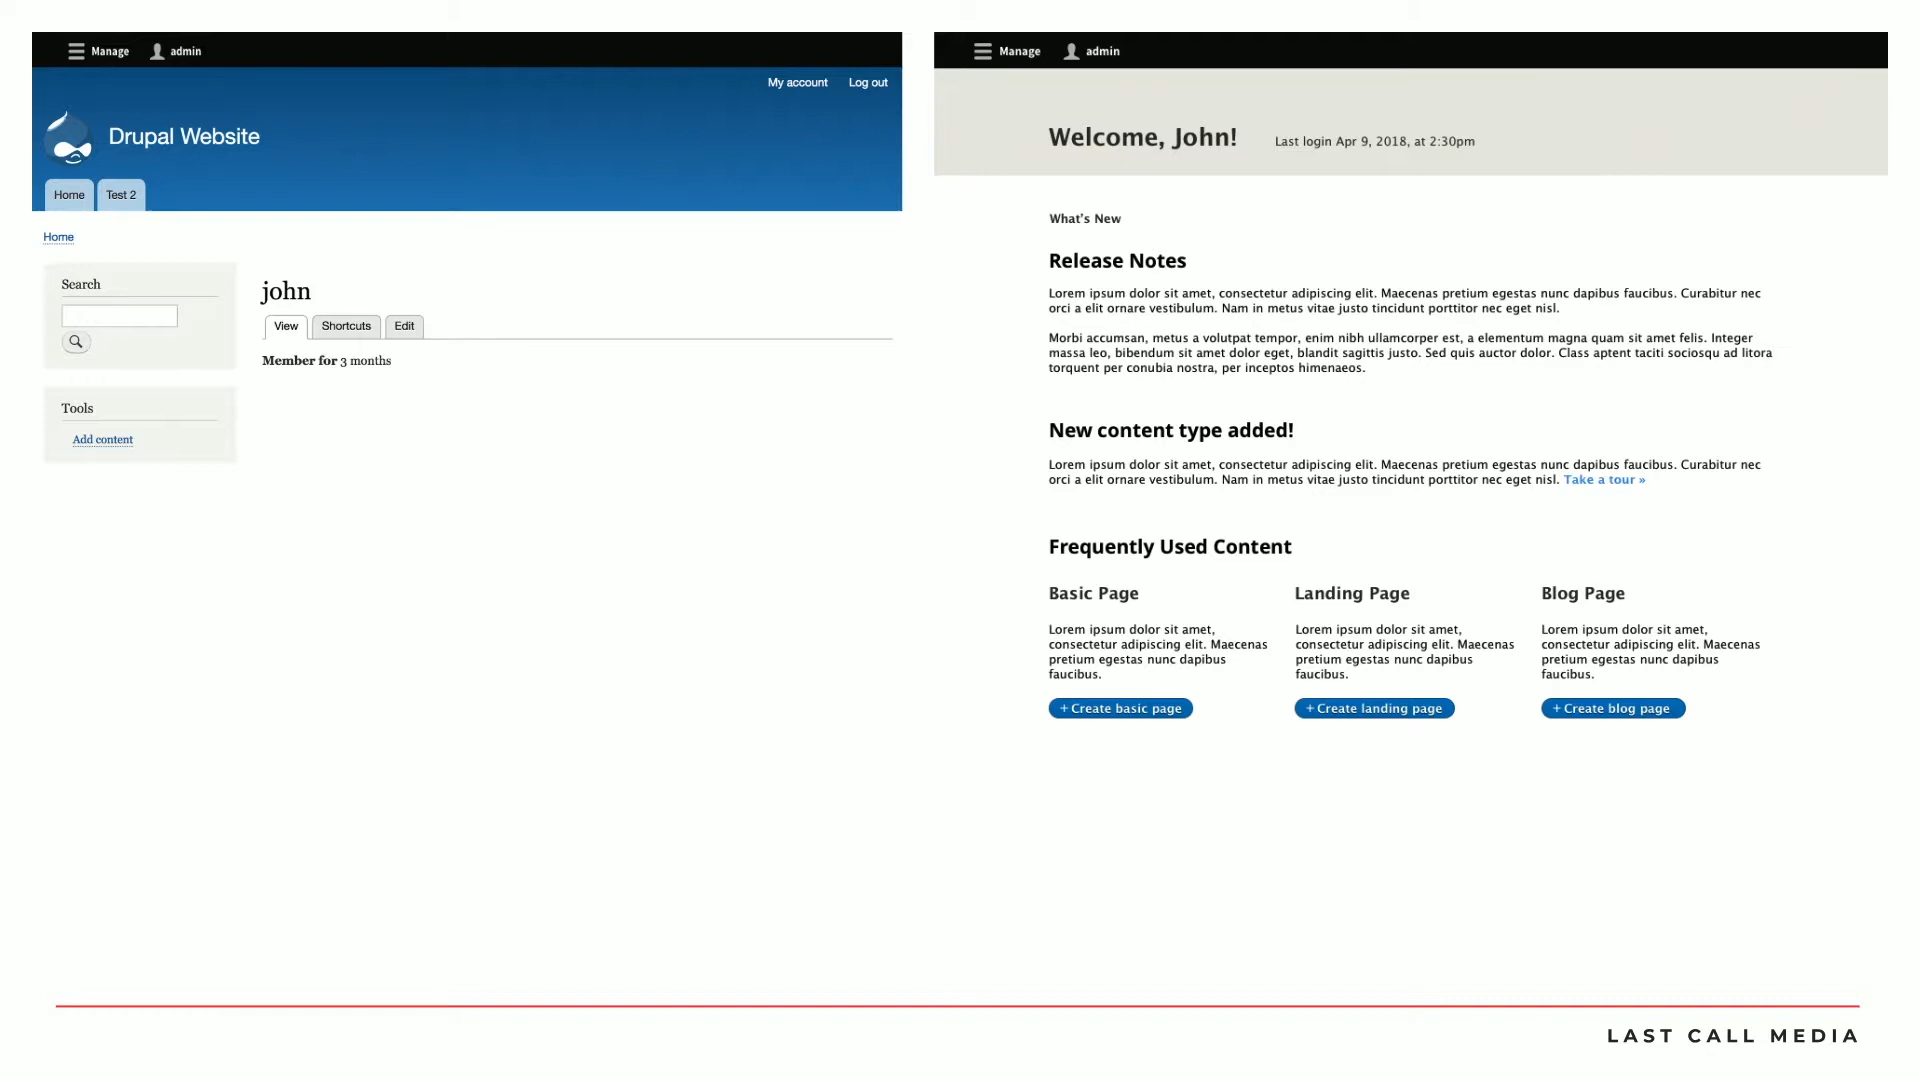 Manage admin
My account Log out
Drupal Website
Home Test 2
Home
Search
john
View Shortcuts Edit
Member for 3 months
Tools
Add content
Manage admin
Welcome, John! Last login Apr 9, 2018, at 2:30pm
What's New
Release Notes
Lorem ipsum dolor sit amet, consectetur adipiscing elit. Maecenas pretium egestas nunc dapibus faucibus. Curabitur nec
orci a elit ornare vestibulum. Nam in metus vitae justo tincidunt porttitor nec eget nisl.
Morbi accumsan, metus a volutpat tempor, enim nibh ullamcorper est, a elementum magna quam sit amet felis. Integer
massa leo, bibendum sit amet dolor eget, blandit sagittis justo. Sed quis auctor dolor. Class aptent taciti sociosqu ad litora
torquent per conubia nostra, per inceptos himenaeos.
New content type added!
Lorem ipsum dolor sit amet, consectetur adipiscing elit. Maecenas pretium egestas nunc dapibus faucibus. Curabitur nec
orci a elit ornare vestibulum. Nam in metus vitae justo tincidunt porttitor nec eget nisl. Take a tour »
Frequently Used Content
Basic Page
Lorem ipsum dolor sit amet,
consectetur adipiscing elit. Maecenas
pretium egestas nunc dapibus
faucibus.
+ Create basic page
Landing Page
Lorem ipsum dolor sit amet,
consectetur adipiscing elit. Maecenas
pretium egestas nunc dapibus
faucibus.
+ Create landing page
Blog Page
Lorem ipsum dolor sit amet,
consectetur adipiscing elit. Maecenas
pretium egestas nunc dapibus
faucibus.
+ Create blog page
LAST CALL MEDIA